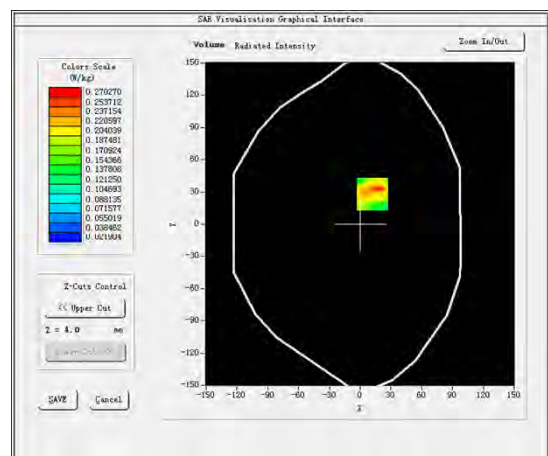 SAR Visualisation Graphical Interface
Volume Radiated Intensity
Zoom In/Out
Colors Scale
(W/kg)
0.270270
0.253712
0.237154
0.220597
0.204039
0.187481
0.170924
0.154366
0.137808
0.121250
0.104693
0.088135
0.071577
0.055019
0.038462
0.021904
150
120
90
60
30
0
-30
-60
-90
-120
-150
Y
-150 -120 -90 -60 -30 0 30 60 90 120 150
X
Z-Cuts Control
<< Upper Cut
Z = 4.0 mm
SAVE Cancel